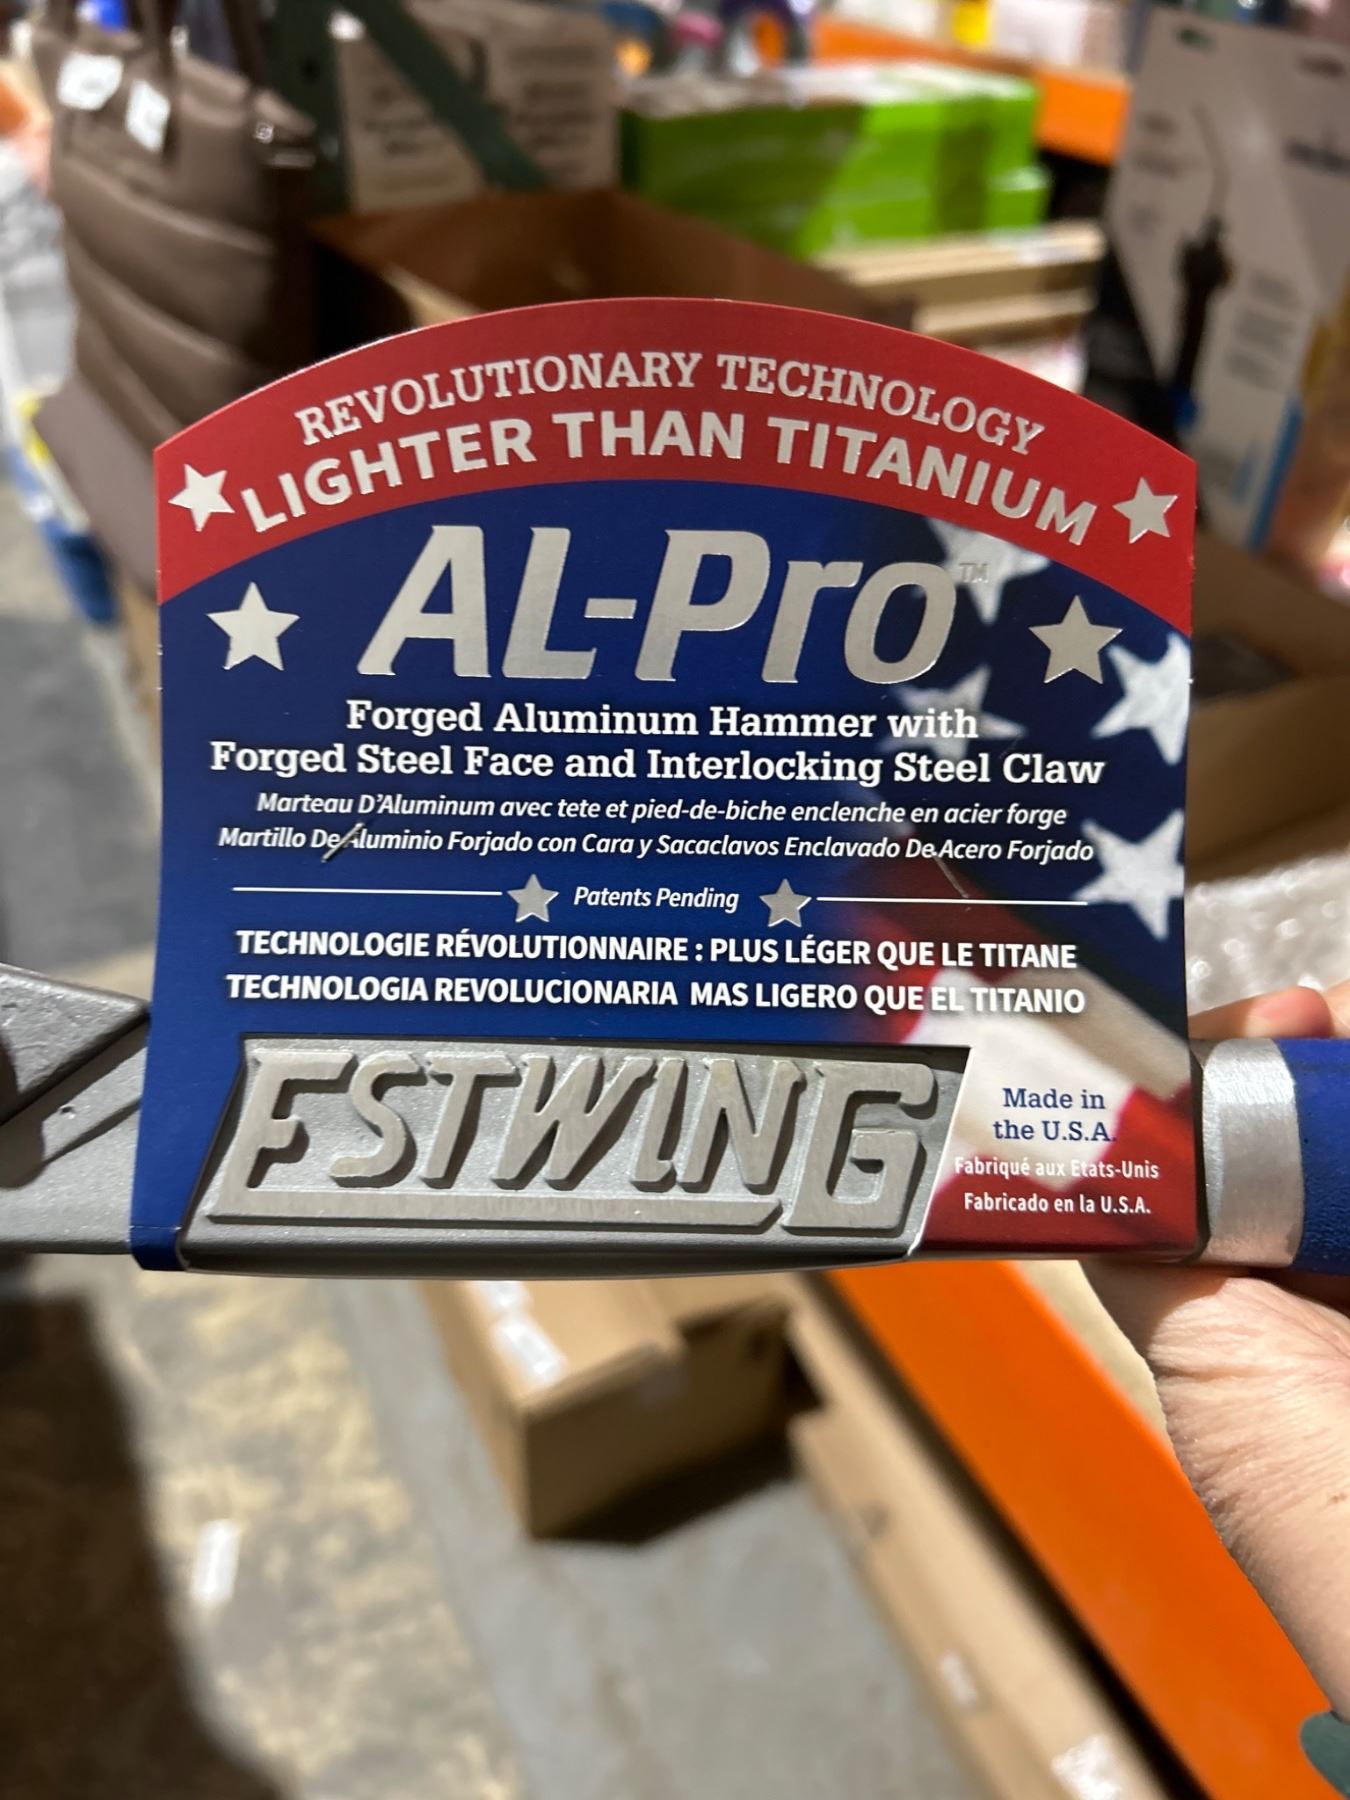 REVOLUTIONARY TECHNOLOGY
LIGHTER THAN TITANIUM
AL-Pro™
Forged Aluminum Hammer with
Forged Steel Face and Interlocking Steel Claw
Marteau D'Aluminum avec tete et pied-de-biche enclenche en acier forge
Martillo De Aluminio Forjado con Cara y Sacaclavos Enclavado De Acero Forjado
Patents Pending
TECHNOLOGIE RÉVOLUTIONNAIRE : PLUS LÉGER QUE LE TITANE
TECHNOLOGIA REVOLUCIONARIA MAS LIGERO QUE EL TITANIO
ESTWING
Made in
the U.S.A.
Fabriqué aux Etats-Unis
Fabricado en la U.S.A.